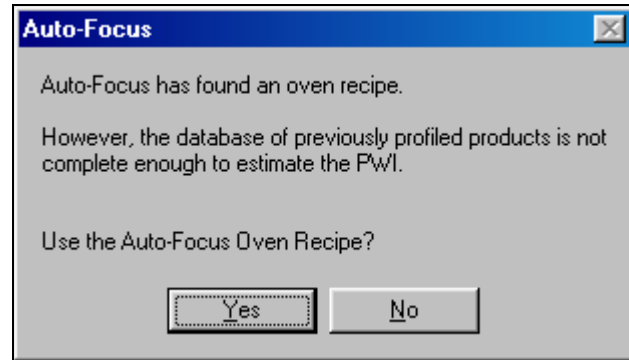 Auto-Focus
Auto-Focus has found an oven recipe.
However, the database of previously profiled products is not
complete enough to estimate the PWI.
Use the Auto-Focus Oven Recipe?
Yes
No